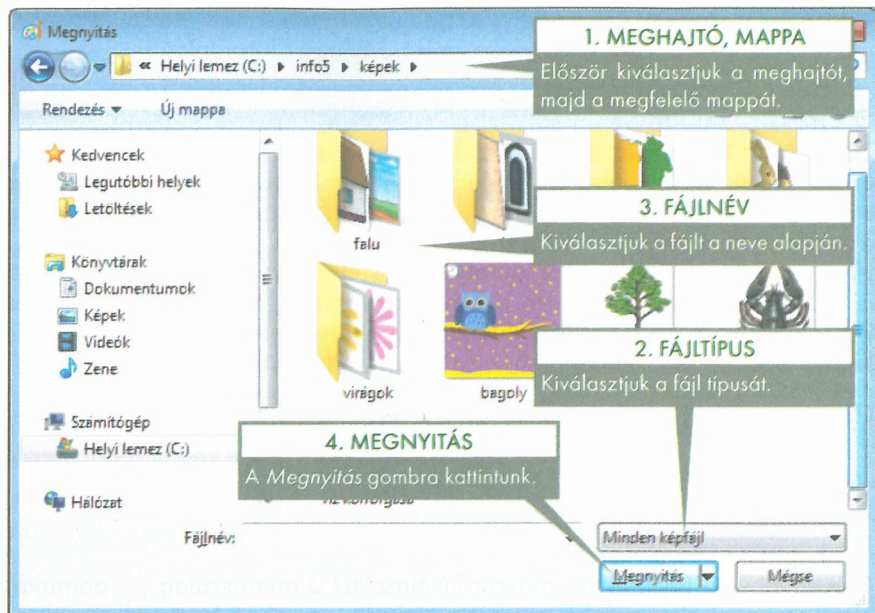 Megnyitás
1. MEGHAJTÓ, MAPPA
« Helyi lemez (C:) ▸ info5 ▸ képek ▸
Először kiválasztjuk a meghajtót,
majd a megfelelő mappát.
Rendezés Új mappa
Kedvencek
Legutóbbi helyek
Letöltések
3. FÁJLNÉV
Kiválasztjuk a fájlt a neve alapján.
falu
Könyvtárak
Dokumentumok
Képek
Videók
Zene
2. FÁJLTÍPUS
Kiválasztjuk a fájl típusát.
virágok bagoly
Számítógép
Helyi lemez (C:)
4. MEGNYITÁS
A Megnyitás gombra kattintunk.
Hálózat
Fájlnév: Minden képfájl
Megnyitás Mégse